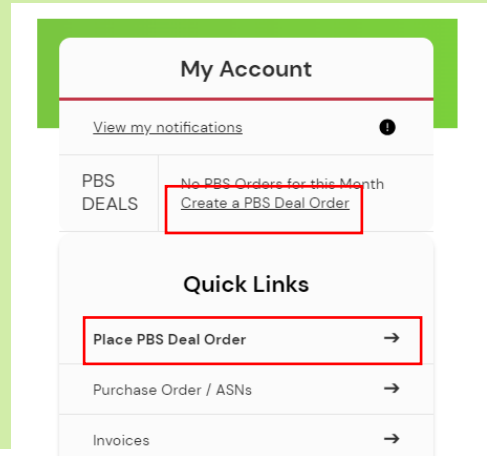 My Account
View my notifications
PBS DEALS
No PBS Orders for this Month
Create a PBS Deal Order
Quick Links
Place PBS Deal Order
Purchase Order / ASNs
Invoices